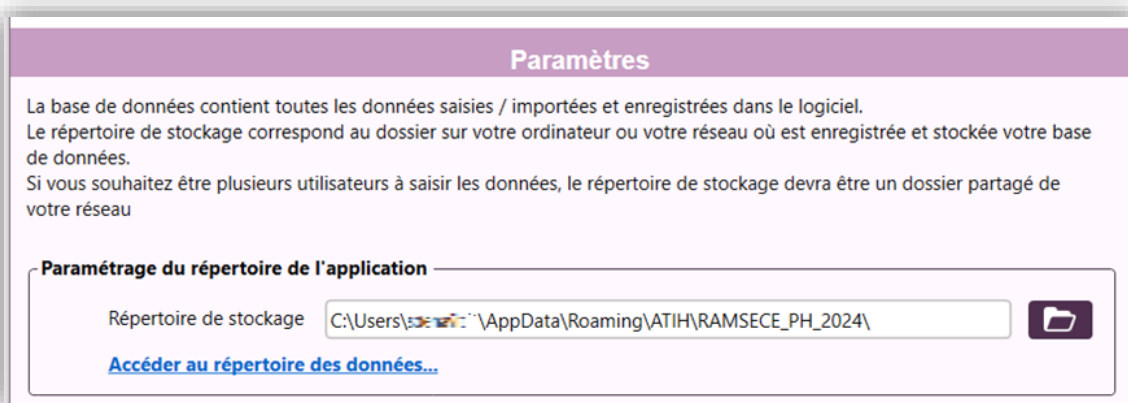 Paramètres
La base de données contient toutes les données saisies / importées et enregistrées dans le logiciel.
Le répertoire de stockage correspond au dossier sur votre ordinateur ou votre réseau où est enregistrée et stockée votre base
de données.
Si vous souhaitez être plusieurs utilisateurs à saisir les données, le répertoire de stockage devra être un dossier partagé de
votre réseau
Paramétrage du répertoire de l'application
Répertoire de stockage C:\Users\ \AppData\Roaming\ATIH\RAMSECE_PH_2024\
Accéder au répertoire des données...